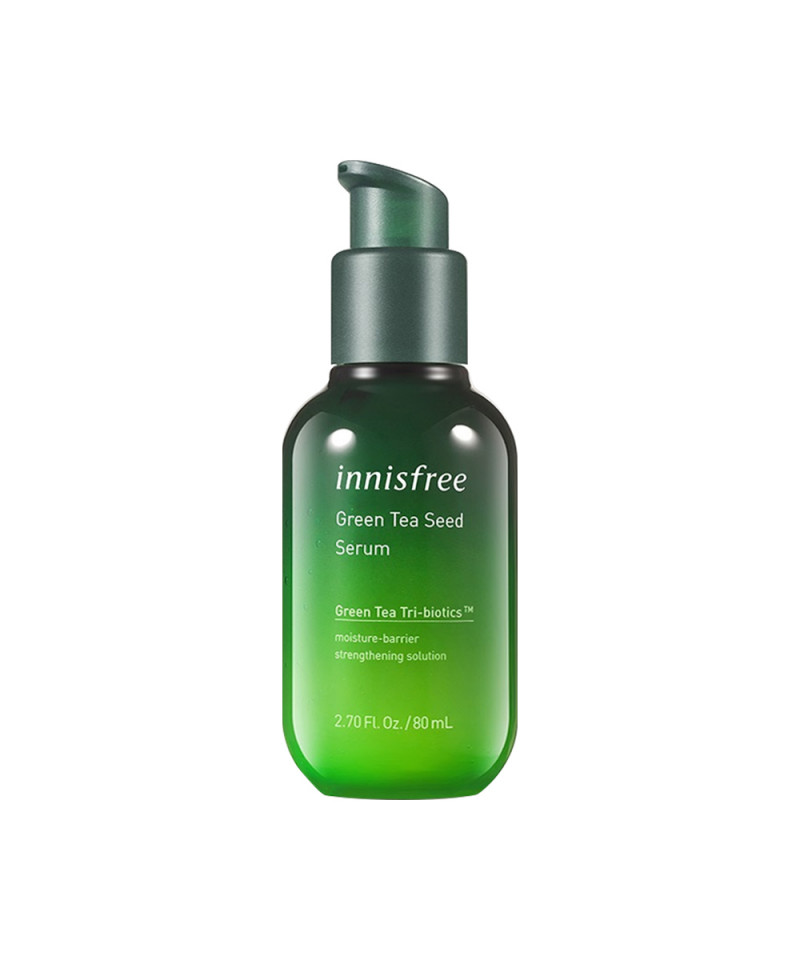 innisfree
Green Tea Seed
Serum
Green Tea Tri-biotics™
moisture-barrier
strengthening solution
2.70 Fl. Oz. / 80 mL